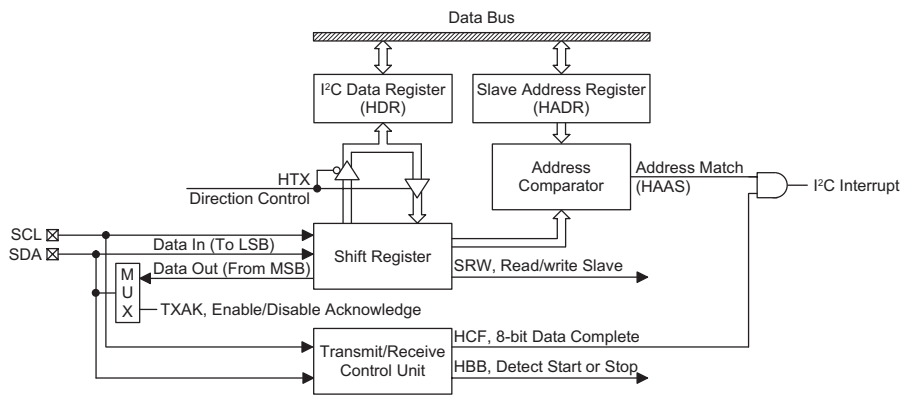 Data Bus
I²C Data Register
(HDR)
Slave Address Register
(HADR)
Address
Comparator
Address Match
(HAAS)
I²C Interrupt
HTX
Direction Control
SCL
SDA
Data In (To LSB)
Data Out (From MSB)
Shift Register
SRW, Read/write Slave
MUX
TXAK, Enable/Disable Acknowledge
Transmit/Receive
Control Unit
HCF, 8-bit Data Complete
HBB, Detect Start or Stop